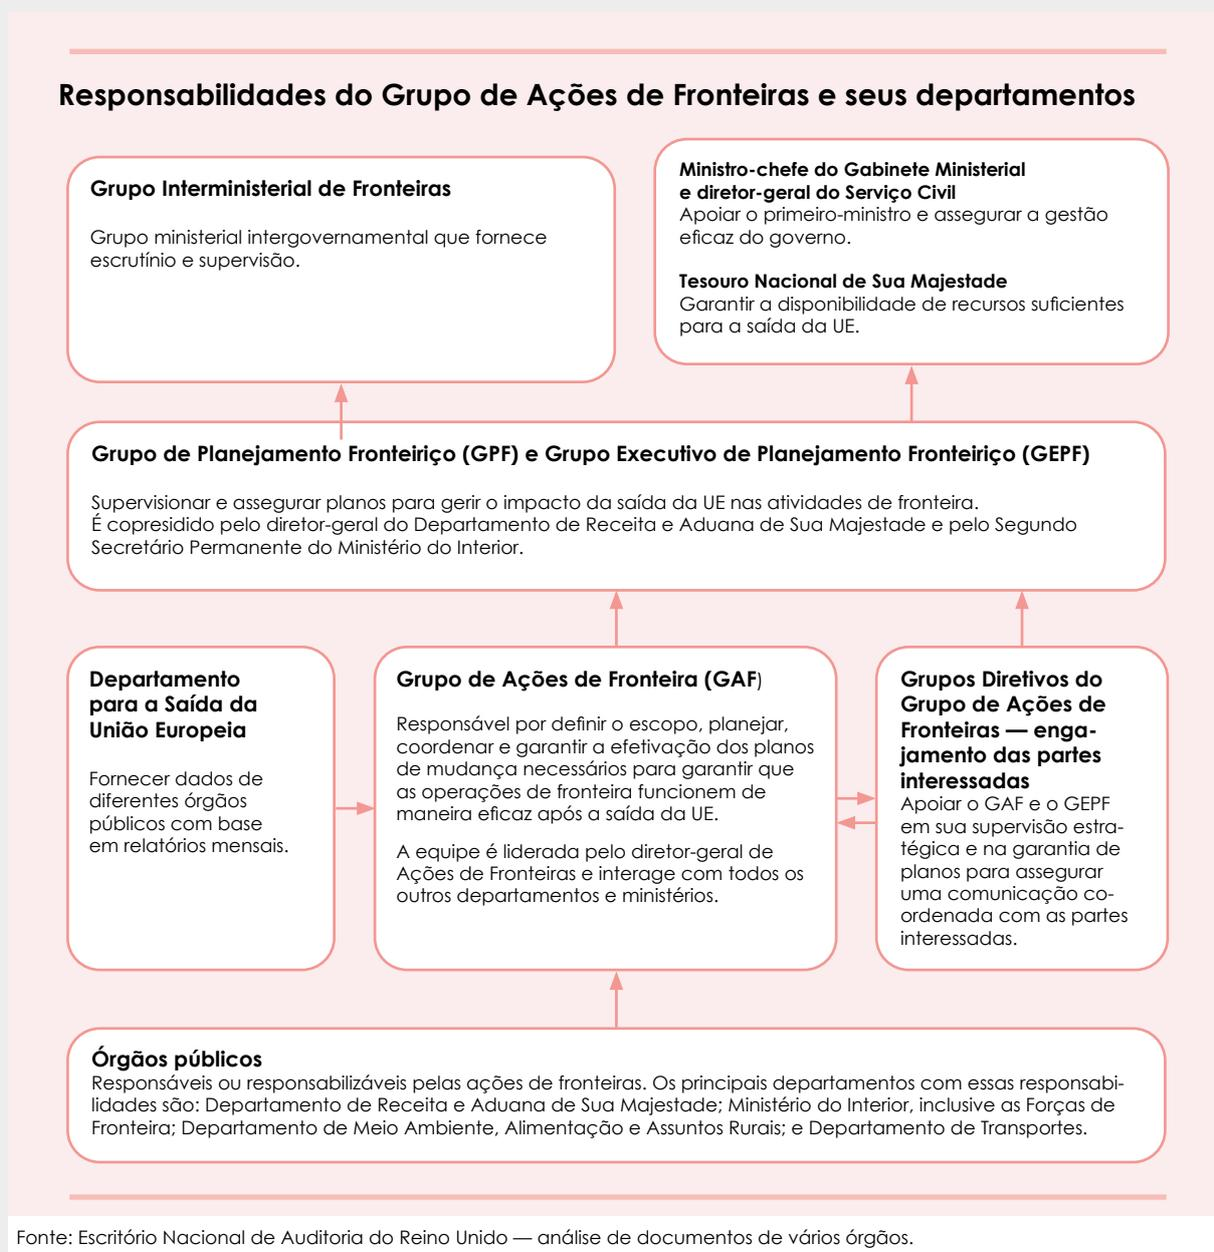 Responsabilidades do Grupo de Ações de Fronteiras e seus departamentos
Grupo Interministerial de Fronteiras
Grupo ministerial intergovernamental que fornece
escrutínio e supervisão.
Ministro-chefe do Gabinete Ministerial
e diretor-geral do Serviço Civil
Apoiar o primeiro-ministro e assegurar a gestão
eficaz do governo.
Tesouro Nacional de Sua Majestade
Garantir a disponibilidade de recursos suficientes
para a saída da UE.
Grupo de Planejamento Fronteiriço (GPF) e Grupo Executivo de Planejamento Fronteiriço (GEPF)
Supervisionar e assegurar planos para gerir o impacto da saída da UE nas atividades de fronteira.
É copresidido pelo diretor-geral do Departamento de Receita e Aduana de Sua Majestade e pelo Segundo
Secretário Permanente do Ministério do Interior.
Departamento
para a Saída da
União Europeia
Fornecer dados de
diferentes órgãos
públicos com base
em relatórios mensais.
Grupo de Ações de Fronteira (GAF)
Responsável por definir o escopo, planejar,
coordenar e garantir a efetivação dos planos
de mudança necessários para garantir que
as operações de fronteira funcionem de
maneira eficaz após a saída da UE.
A equipe é liderada pelo diretor-geral de
Ações de Fronteiras e interage com todos os
outros departamentos e ministérios.
Grupos Diretivos do
Grupo de Ações de
Fronteiras — enga-
jamento das partes
interessadas
Apoiar o GAF e o GEPF
em sua supervisão estra-
tégica e na garantia de
planos para assegurar
uma comunicação co-
ordenada com as partes
interessadas.
Órgãos públicos
Responsáveis ou responsabilizáveis pelas ações de fronteiras. Os principais departamentos com essas responsabi-
lidades são: Departamento de Receita e Aduana de Sua Majestade; Ministério do Interior, inclusive as Forças de
Fronteira; Departamento de Meio Ambiente, Alimentação e Assuntos Rurais; e Departamento de Transportes.
Fonte: Escritório Nacional de Auditoria do Reino Unido — análise de documentos de vários órgãos.